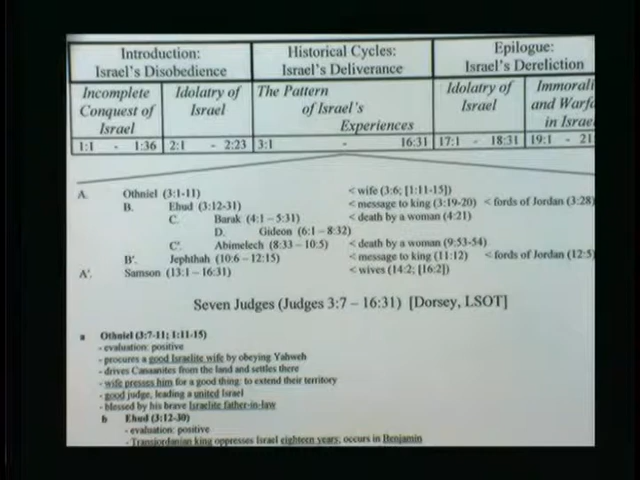 Introduction: Historical Cycles: Epilogue:
Israel's Disobedience Israel's Deliverance Israel's Dereliction
Incomplete Idolatry of The Pattern Idolatry of Immorali
Conquest of Israel of Israel's Israel and Warfa
Israel Experiences in Israe
1:1 - 1:36 2:1 - 2:23 3:1 - 16:31 17:1 - 18:31 19:1 - 21
A. Othniel (3:1-11) < wife (3:6; [1:11-15])
B. Ehud (3:12-31) < message to king (3:19-20) < fords of Jordan (3:28)
C. Barak (4:1 - 5:31) < death by a woman (4:21)
D. Gideon (6:1 - 8:32)
C'. Abimelech (8:33 - 10:5) < death by a woman (9:53-54)
B'. Jephthah (10:6 - 12:15) < message to king (11:12) < fords of Jordan (12:5)
A'. Samson (13:1 - 16:31) < wives (14:2; [16:2])
Seven Judges (Judges 3:7 – 16:31) [Dorsey, LSOT]
a Othniel (3:7-11; 1:11-15)
- evaluation: positive
- procures a good Israelite wife by obeying Yahweh
- drives Canaanites from the land and settles there
- wife presses him for a good thing: to extend their territory
- good judge, leading a united Israel
- blessed by his brave Israelite father-in-law
b Ehud (3:12-30)
- evaluation: positive
- Transjordanian king oppresses Israel eighteen years; occurs in Benjamin